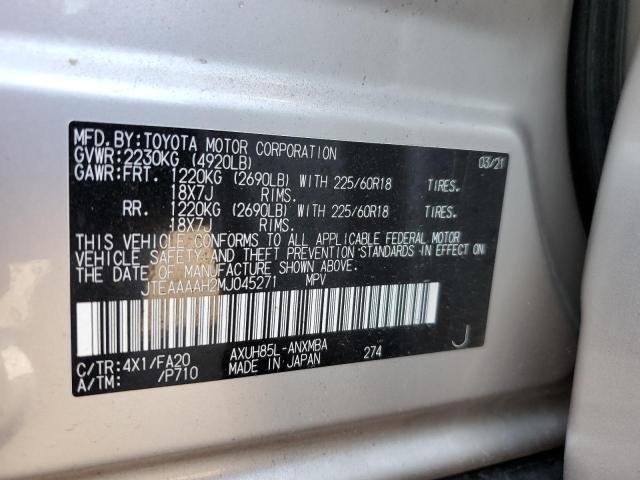 MFD.BY:TOYOTA MOTOR CORPORATION 03/21
GVWR:2230KG (4920LB)
GAWR:FRT. 1220KG (2690LB) WITH 225/60R18 TIRES.
18X7J RIMS.
RR. 1220KG (2690LB) WITH 225/60R18 TIRES.
18X7J RIMS.
THIS VEHICLE CONFORMS TO ALL APPLICABLE FEDERAL MOTOR
VEHICLE SAFETY AND THEFT PREVENTION STANDARDS IN EFFECT ON
THE DATE OF MANUFACTURE SHOWN ABOVE.
JTEAAAAH2MJ045271 MPV
J
AXUH85L-ANXMBA 274
C/TR:4X1/FA20 MADE IN JAPAN
A/TM: /P710